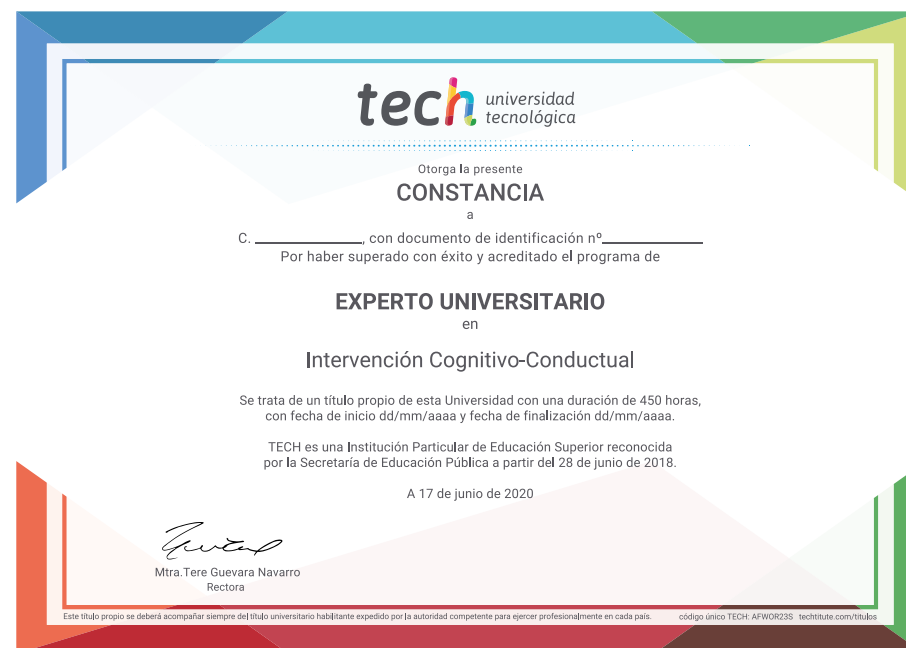 tech universidad
tecnológica
Otorga la presente
CONSTANCIA
a
C. ____________, con documento de identificación nº____________
Por haber superado con éxito y acreditado el programa de
EXPERTO UNIVERSITARIO
en
Intervención Cognitivo-Conductual
Se trata de un título propio de esta Universidad con una duración de 450 horas,
con fecha de inicio dd/mm/aaaa y fecha de finalización dd/mm/aaaa.
TECH es una Institución Particular de Educación Superior reconocida
por la Secretaría de Educación Pública a partir del 28 de junio de 2018.
A 17 de junio de 2020
Mtra.Tere Guevara Navarro
Rectora
Este título propio se deberá acompañar siempre del título universitario habilitante expedido por la autoridad competente para ejercer profesionalmente en cada país. código único TECH: AFWOR23S techtitute.com/titulos